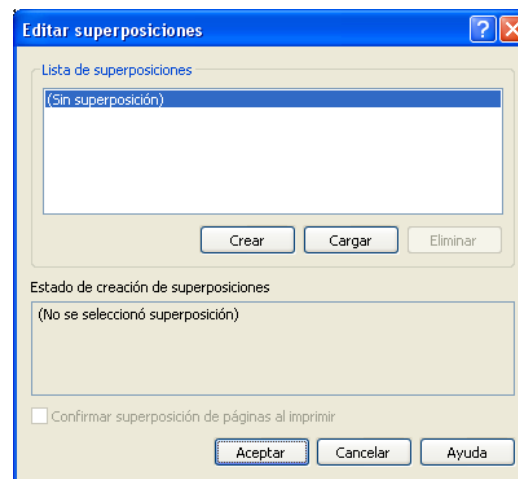 Editar superposiciones
Lista de superposiciones
(Sin superposición)
Crear Cargar Eliminar
Estado de creación de superposiciones
(No se seleccionó superposición)
Confirmar superposición de páginas al imprimir
Aceptar Cancelar Ayuda